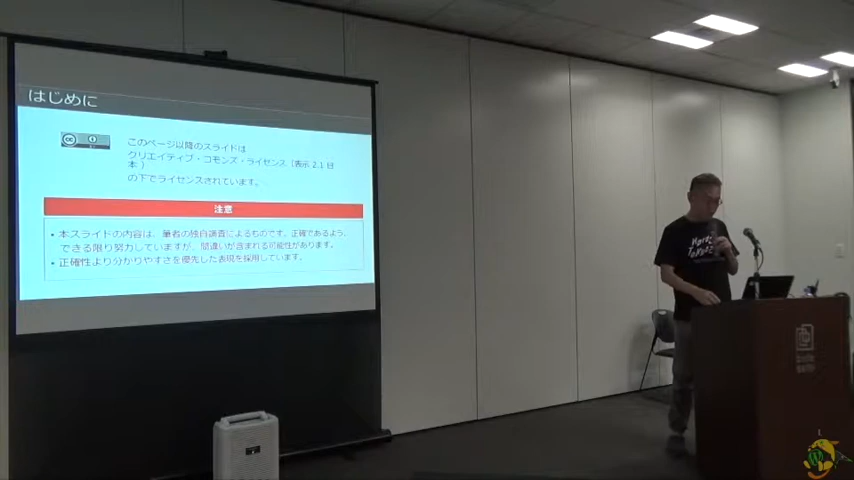 はじめに
このページ以降のスライドは
クリエイティブ・コモンズ・ライセンス（表示 2.1 日
本 ）
の下でライセンスされています。
注意
• 本スライドの内容は、筆者の独自調査によるものです。正確であるよう、
できる限り努力していますが、間違いが含まれる可能性があります。
• 正確性より分かりやすさを優先した表現を採用しています。